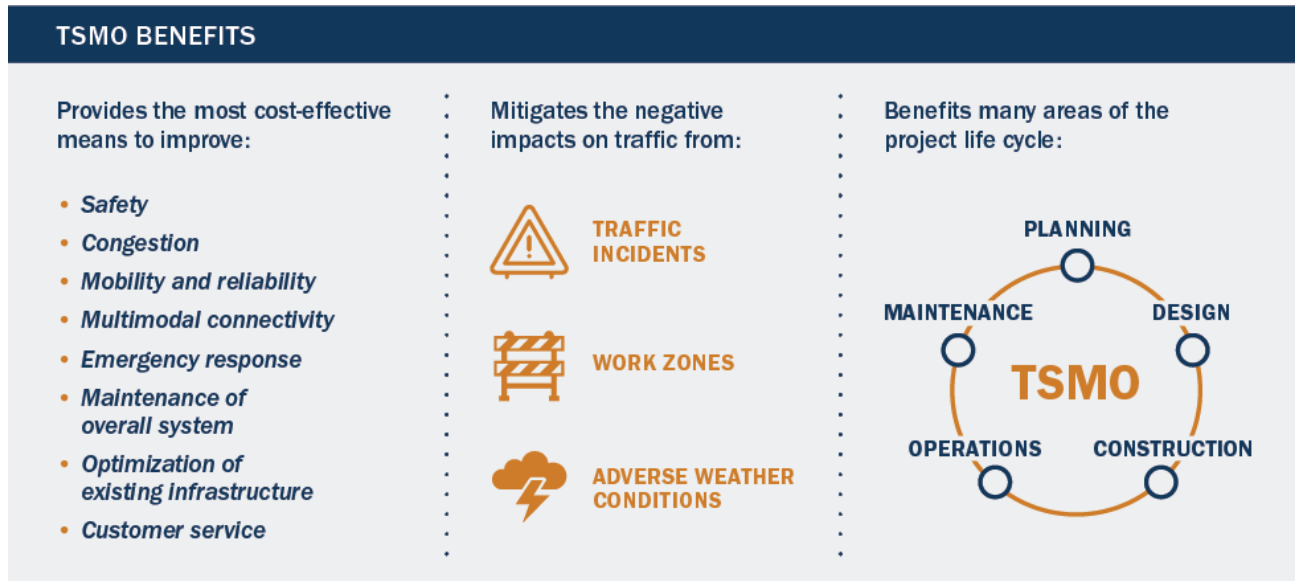 TSMO BENEFITS
Provides the most cost-effective
means to improve:
• Safety
• Congestion
• Mobility and reliability
• Multimodal connectivity
• Emergency response
• Maintenance of
overall system
• Optimization of
existing infrastructure
• Customer service
Mitigates the negative
impacts on traffic from:
TRAFFIC
INCIDENTS
WORK ZONES
ADVERSE WEATHER
CONDITIONS
Benefits many areas of the
project life cycle:
PLANNING
MAINTENANCE
DESIGN
TSMO
OPERATIONS
CONSTRUCTION